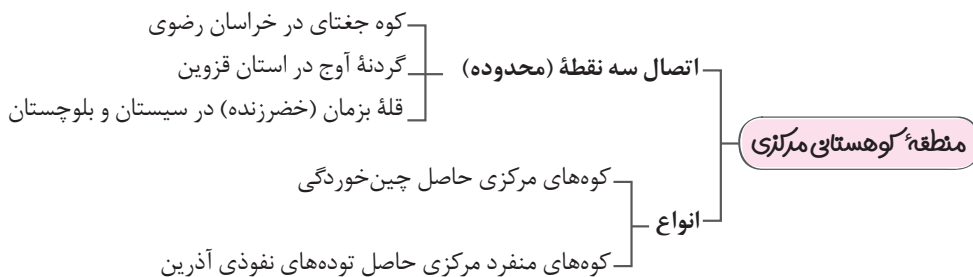 منطقهٔ کوهستانی مرکزی
اتصال سه نقطهٔ (محدوده)
کوه جغتای در خراسان رضوی
گردنهٔ آوج در استان قزوین
قلهٔ بزمان (خضرزنده) در سیستان و بلوچستان
انواع
کوه‌های مرکزی حاصل چین‌خوردگی
کوه‌های منفرد مرکزی حاصل توده‌های نفوذی آذرین